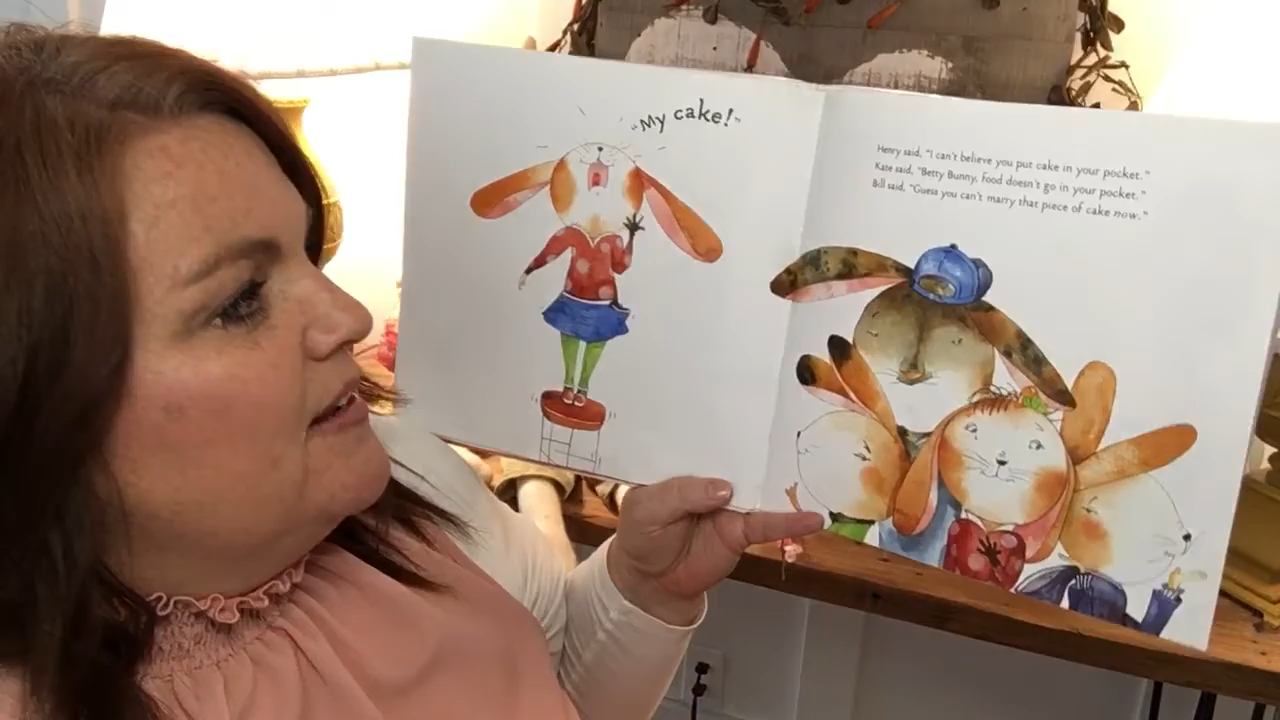 "My cake!"
Henry said, "I can't believe you put cake in your pocket."
Kate said, "Betty Bunny, food doesn't go in your pocket."
Bill said, "Guess you can't marry that piece of cake now."